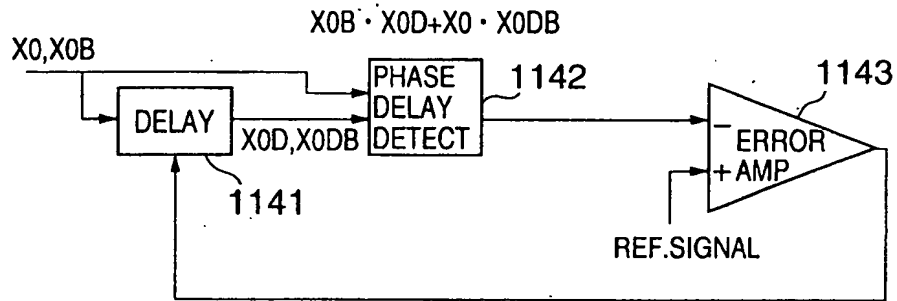 X0B · X0D+X0 · X0DB
X0,X0B
PHASE
DELAY
DETECT
1142
1143
DELAY
X0D,X0DB
1141
−
ERROR
+ AMP
REF.SIGNAL